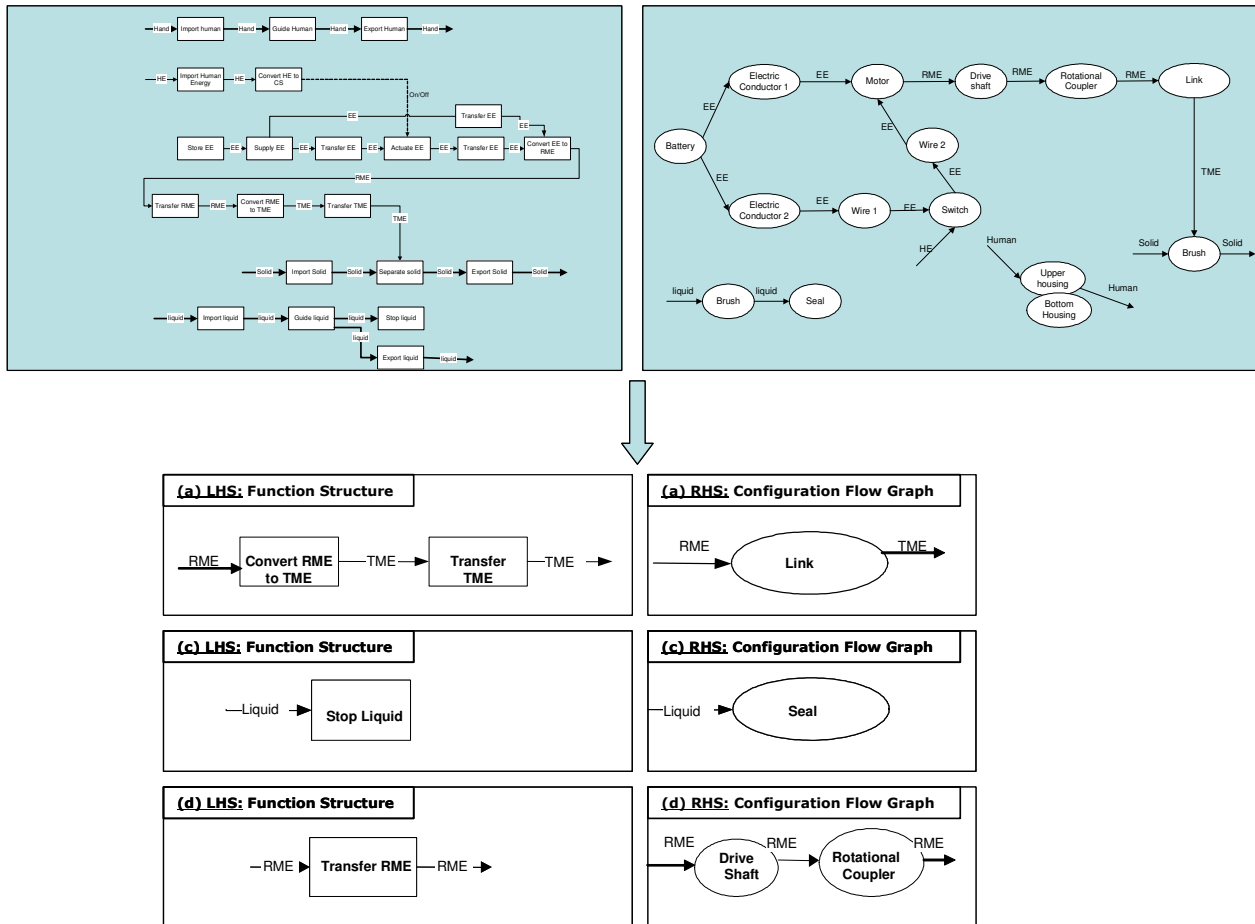 Hand Import human Hand Guide Human Hand Export Human Hand
HE Import Human
Energy HE Convert HE to
CS
On/Off
EE Transfer EE
EE
Store EE EE Supply EE EE Transfer EE EE Actuate EE EE Transfer EE EE Convert EE to
RME
RME
Transfer RME RME Convert RME
to TME TME Transfer TME
TME
Solid Import Solid Solid Separate solid Solid Export Solid Solid
liquid Import liquid liquid Guide liquid liquid Stop liquid
liquid
Export liquid liquid
Electric
Conductor 1 EE Motor RME Drive
shaft RME Rotational
Coupler RME Link
EE
EE
Battery
Wire 2
EE
EE
TME
Electric
Conductor 2 EE Wire 1 EE Switch
HE
Human
Solid Brush Solid
Upper
housing
Human
Bottom
Housing
liquid Brush liquid Seal
(a) LHS: Function Structure
RME Convert RME
to TME TME Transfer
TME TME
(a) RHS: Configuration Flow Graph
RME Link TME
(c) LHS: Function Structure
Liquid Stop Liquid
(c) RHS: Configuration Flow Graph
Liquid Seal
(d) LHS: Function Structure
RME Transfer RME RME
(d) RHS: Configuration Flow Graph
RME Drive
Shaft RME Rotational
Coupler RME